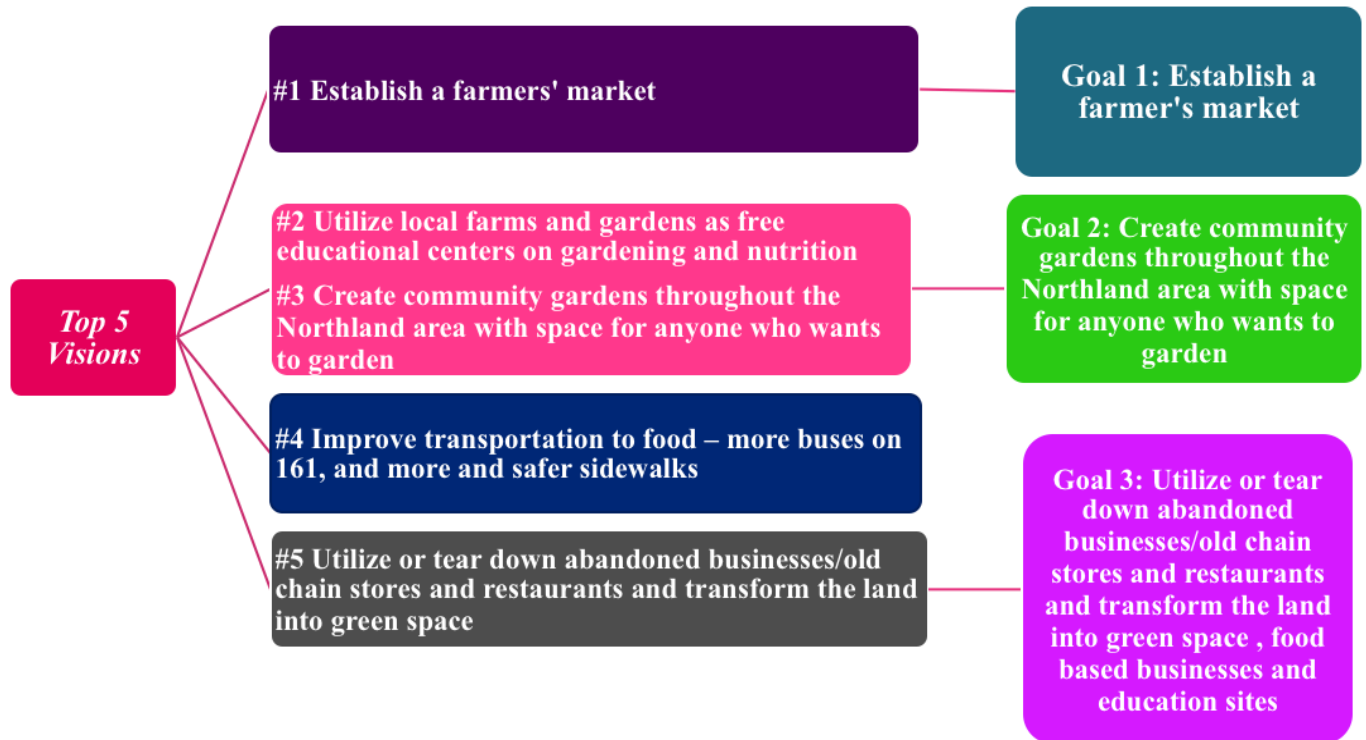 Top 5
Visions
#1 Establish a farmers' market
#2 Utilize local farms and gardens as free
educational centers on gardening and nutrition
#3 Create community gardens throughout the
Northland area with space for anyone who wants
to garden
#4 Improve transportation to food – more buses on
161, and more and safer sidewalks
#5 Utilize or tear down abandoned businesses/old
chain stores and restaurants and transform the land
into green space
Goal 1: Establish a
farmer's market
Goal 2: Create community
gardens throughout the
Northland area with space
for anyone who wants to
garden
Goal 3: Utilize or tear
down abandoned
businesses/old chain
stores and restaurants
and transform the land
into green space , food
based businesses and
education sites